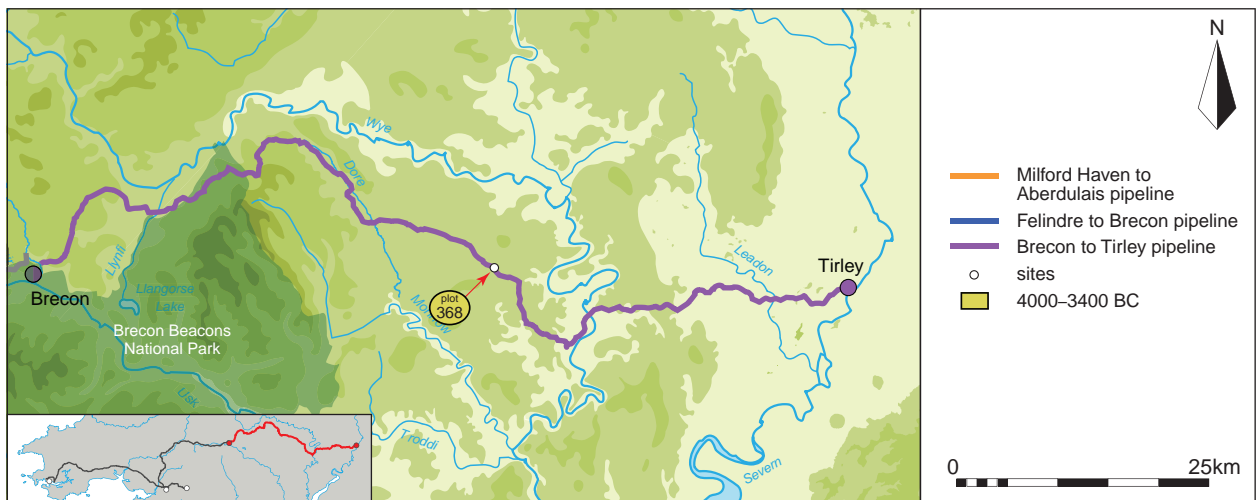 Wye
Dore
Llynfi
Brecon
Llangorse
Lake
Brecon Beacons
National Park
Usk
plot
368
Monnow
Troddi
Leadon
Tirley
Severn
N
Milford Haven to
Aberdulais pipeline
Felindre to Brecon pipeline
Brecon to Tirley pipeline
sites
4000–3400 BC
0
25km